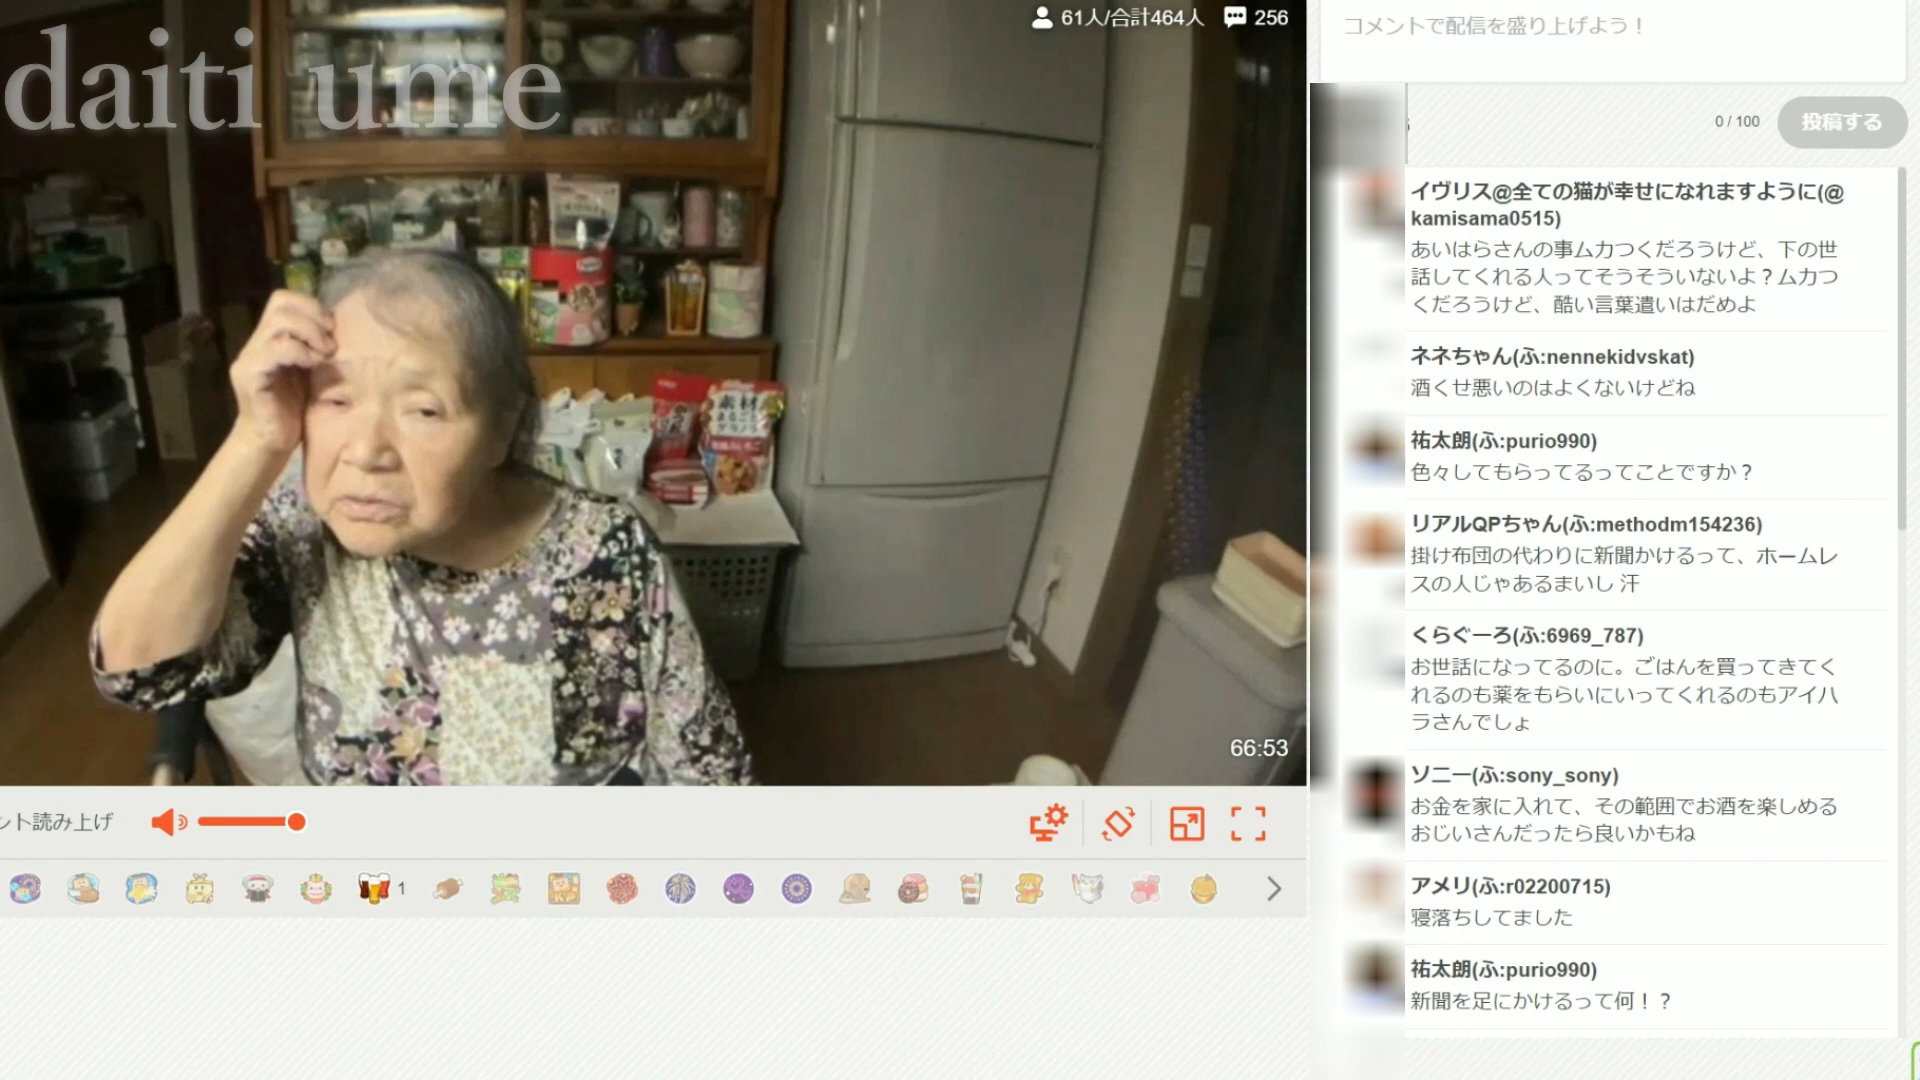 daiti ume
61人/合計464人 256
素材
まるごと
グラノラ
66:53
ント読み上げ
1
コメントで配信を盛り上げよう！
0 / 100 投稿する
イヴリス@全ての猫が幸せになれますように(@
kamisama0515)
あいはらさんの事ムカつくだろうけど、下の世
話してくれる人ってそうそういないよ？ムカつ
くだろうけど、酷い言葉遣いはだめよ
ネネちゃん(ふ:nennekidvskat)
酒くせ悪いのはよくないけどね
祐太朗(ふ:purio990)
色々してもらってるってことですか？
リアルQPちゃん(ふ:methodm154236)
掛け布団の代わりに新聞かけるって、ホームレ
スの人じゃあるまいし 汗
くらぐーろ(ふ:6969_787)
お世話になってるのに。ごはんを買ってきてく
れるのも薬をもらいにいってくれるのもアイハ
ラさんでしょ
ソニー(ふ:sony_sony)
お金を家に入れて、その範囲でお酒を楽しめる
おじいさんだったら良いかもね
アメリ(ふ:r02200715)
寝落ちしてました
祐太朗(ふ:purio990)
新聞を足にかけるって何！？